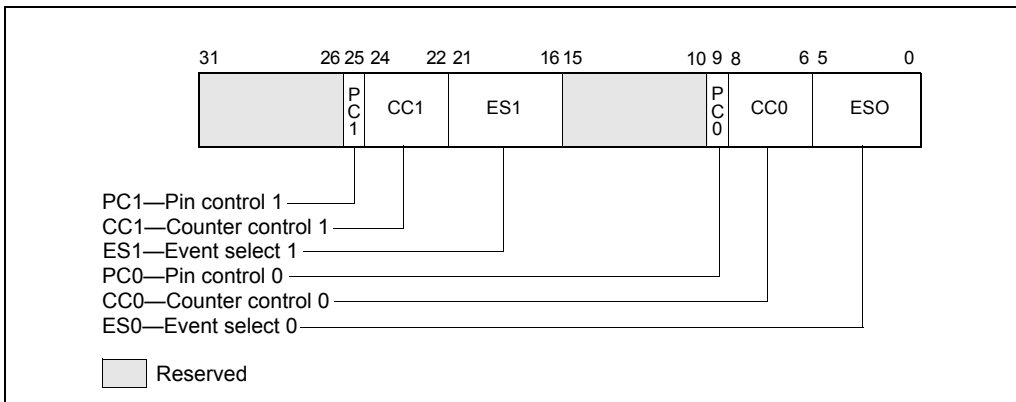 31 26 25 24 22 21 16 15 10 9 8 6 5 0
PC1 CC1 ES1 PC0 CC0 ESO
PC1—Pin control 1
CC1—Counter control 1
ES1—Event select 1
PC0—Pin control 0
CC0—Counter control 0
ES0—Event select 0
Reserved